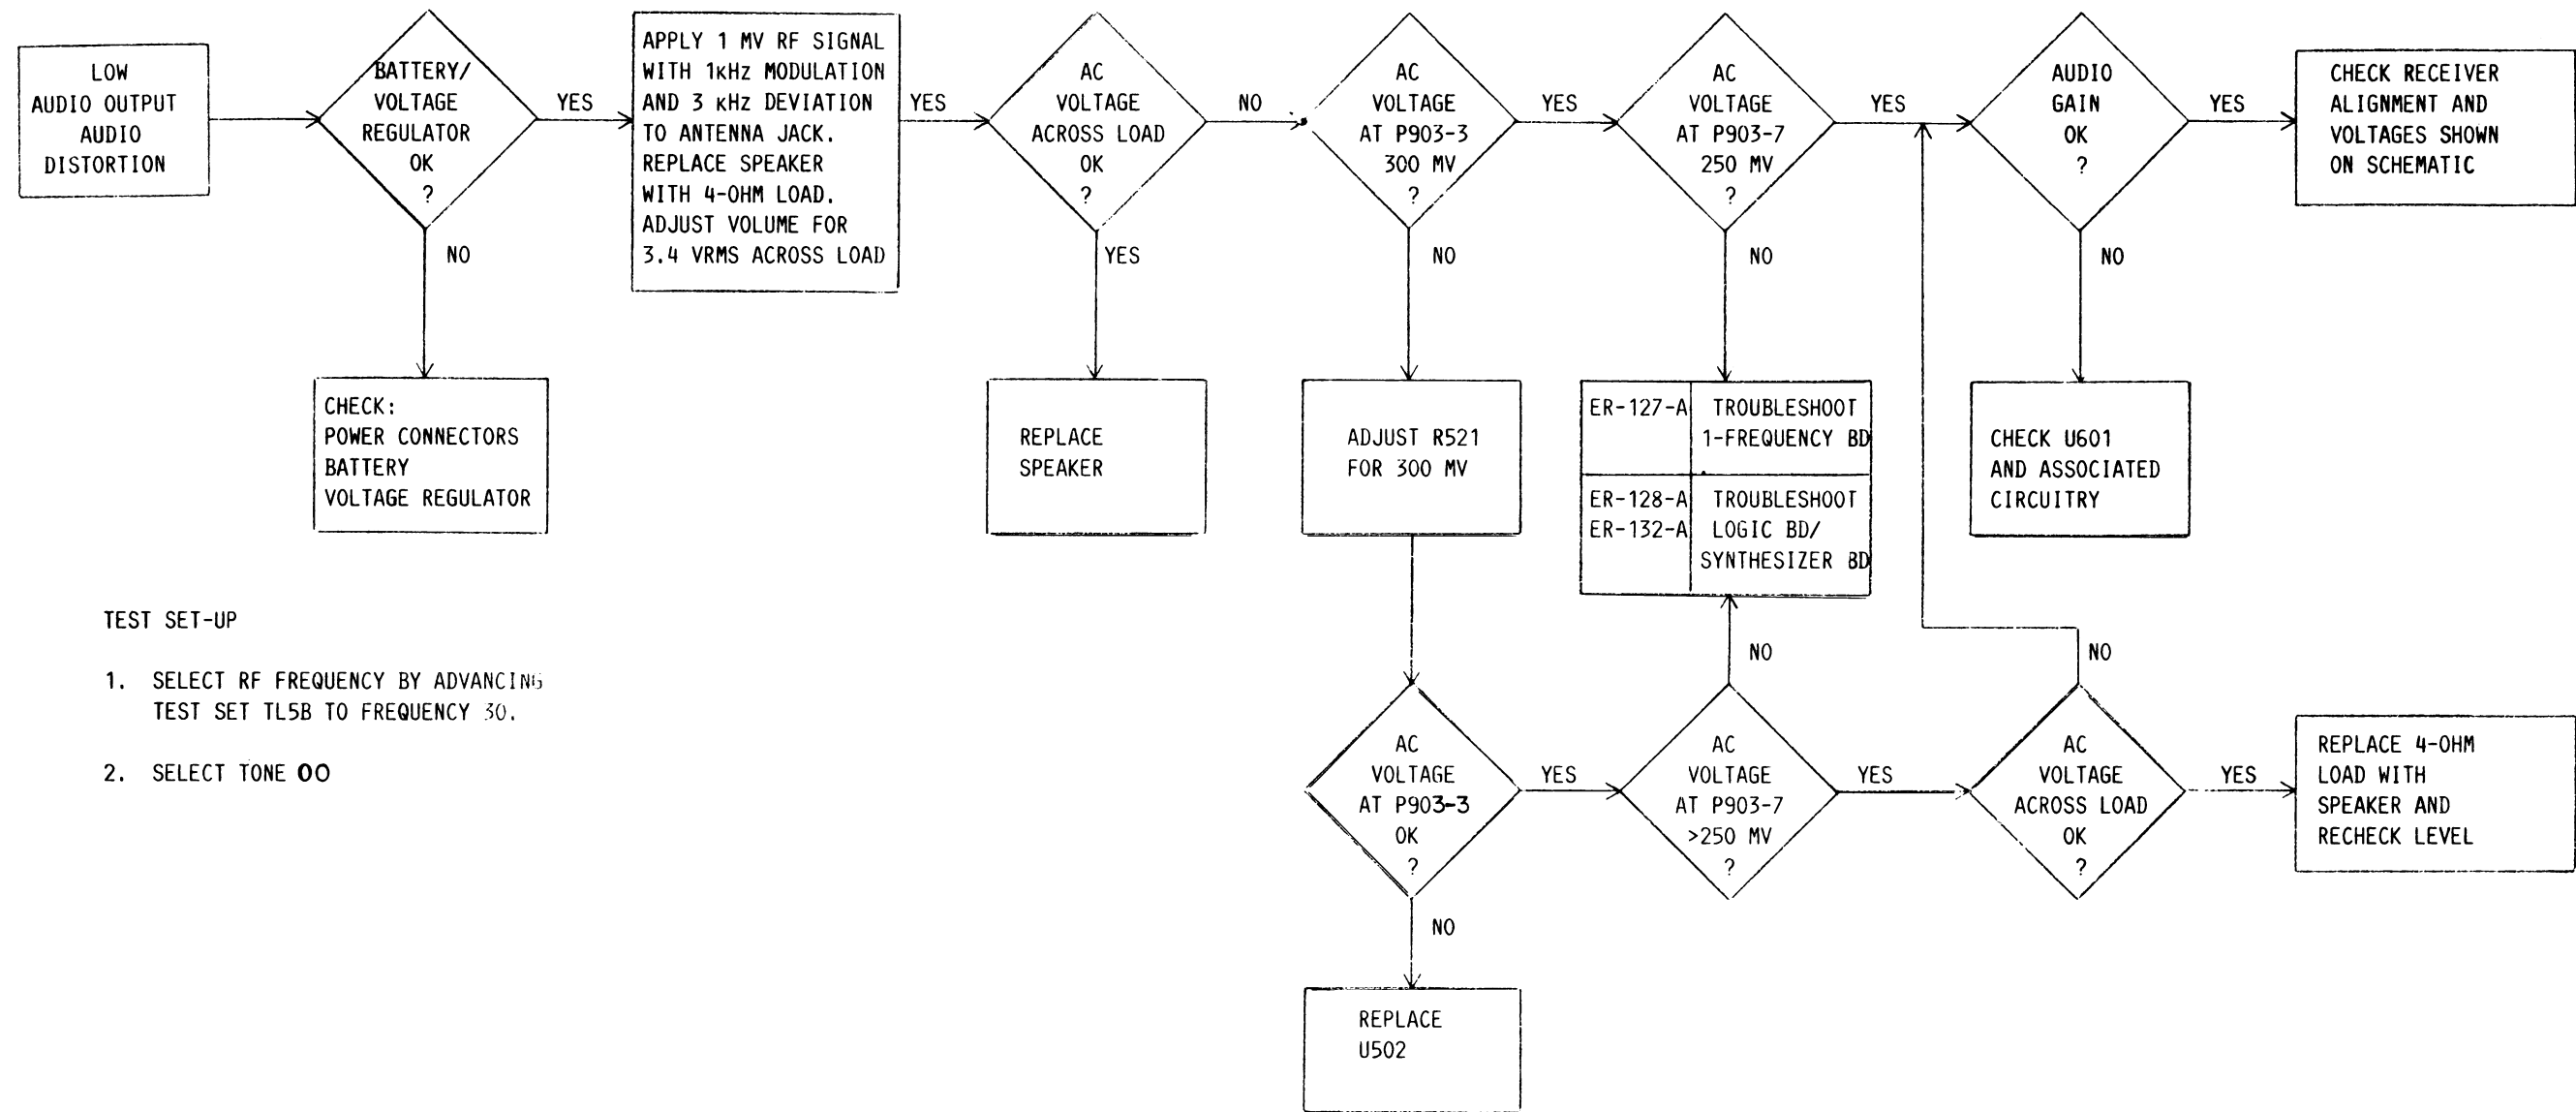 LOW
AUDIO OUTPUT
AUDIO
DISTORTION
BATTERY/
VOLTAGE
REGULATOR
OK
?
YES
NO
CHECK:
POWER CONNECTORS
BATTERY
VOLTAGE REGULATOR
APPLY 1 MV RF SIGNAL
WITH 1KHz MODULATION
AND 3 KHz DEVIATION
TO ANTENNA JACK.
REPLACE SPEAKER
WITH 4-OHM LOAD.
ADJUST VOLUME FOR
3.4 VRMS ACROSS LOAD
YES
AC
VOLTAGE
ACROSS LOAD
OK
?
NO
YES
REPLACE
SPEAKER
AC
VOLTAGE
AT P903-3
300 MV
?
YES
NO
ADJUST R521
FOR 300 MV
AC
VOLTAGE
AT P903-7
250 MV
?
YES
NO
ER-127-A TROUBLESHOOT
1-FREQUENCY BD
ER-128-A TROUBLESHOOT
ER-132-A LOGIC BD/
SYNTHESIZER BD
AUDIO
GAIN
OK
?
YES
NO
CHECK U601
AND ASSOCIATED
CIRCUITRY
CHECK RECEIVER
ALIGNMENT AND
VOLTAGES SHOWN
ON SCHEMATIC
TEST SET-UP
1. SELECT RF FREQUENCY BY ADVANCING
TEST SET TL5B TO FREQUENCY 30.
2. SELECT TONE 00
AC
VOLTAGE
AT P903-3
OK
?
YES
NO
REPLACE
U502
NO
AC
VOLTAGE
AT P903-7
>250 MV
?
YES
NO
AC
VOLTAGE
ACROSS LOAD
OK
?
YES
REPLACE 4-OHM
LOAD WITH
SPEAKER AND
RECHECK LEVEL